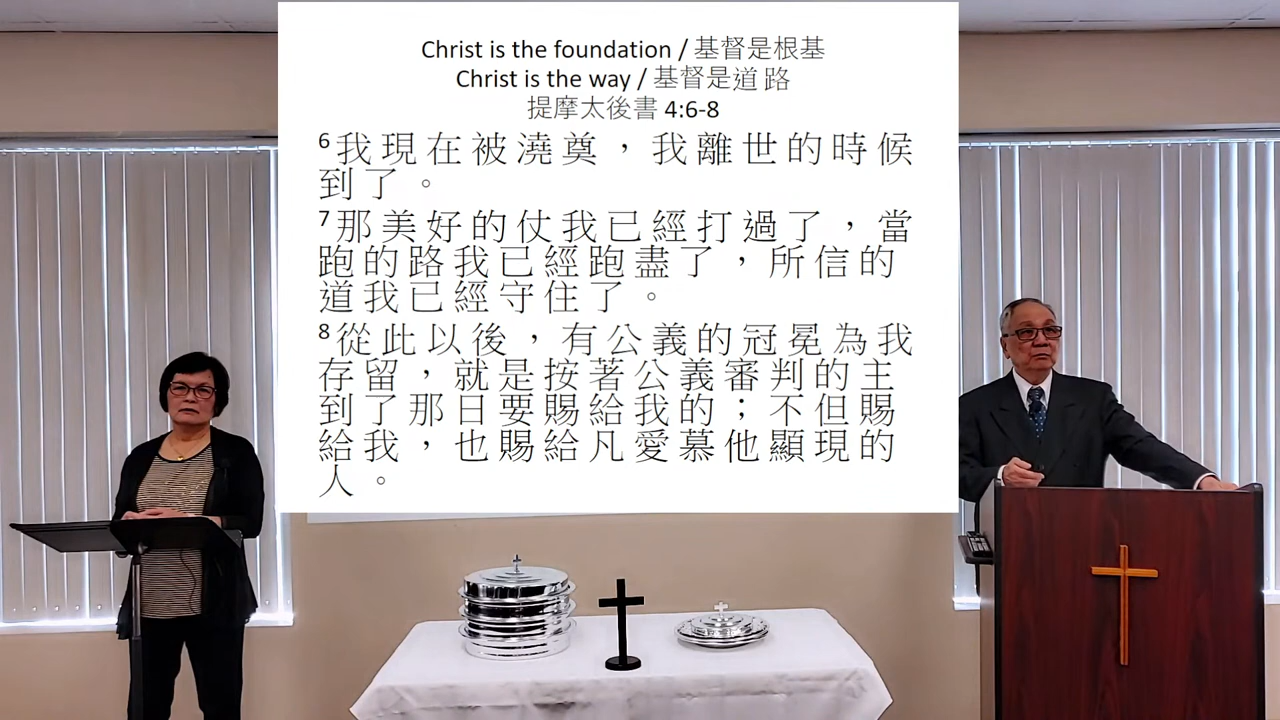 Christ is the foundation / 基督是根基
Christ is the way / 基督是道路
提摩太後書 4:6-8
6我現在被澆奠，我離世的時候
到了。
7那美好的仗我已經打過了，當
跑的路我已經跑盡了，所信的
道我已經守住了。
8從此以後，有公義的冠冕為我
存留，就是按著公義審判的主
到了那日要賜給我的；不但賜
給我，也賜給凡愛慕他顯現的
人。